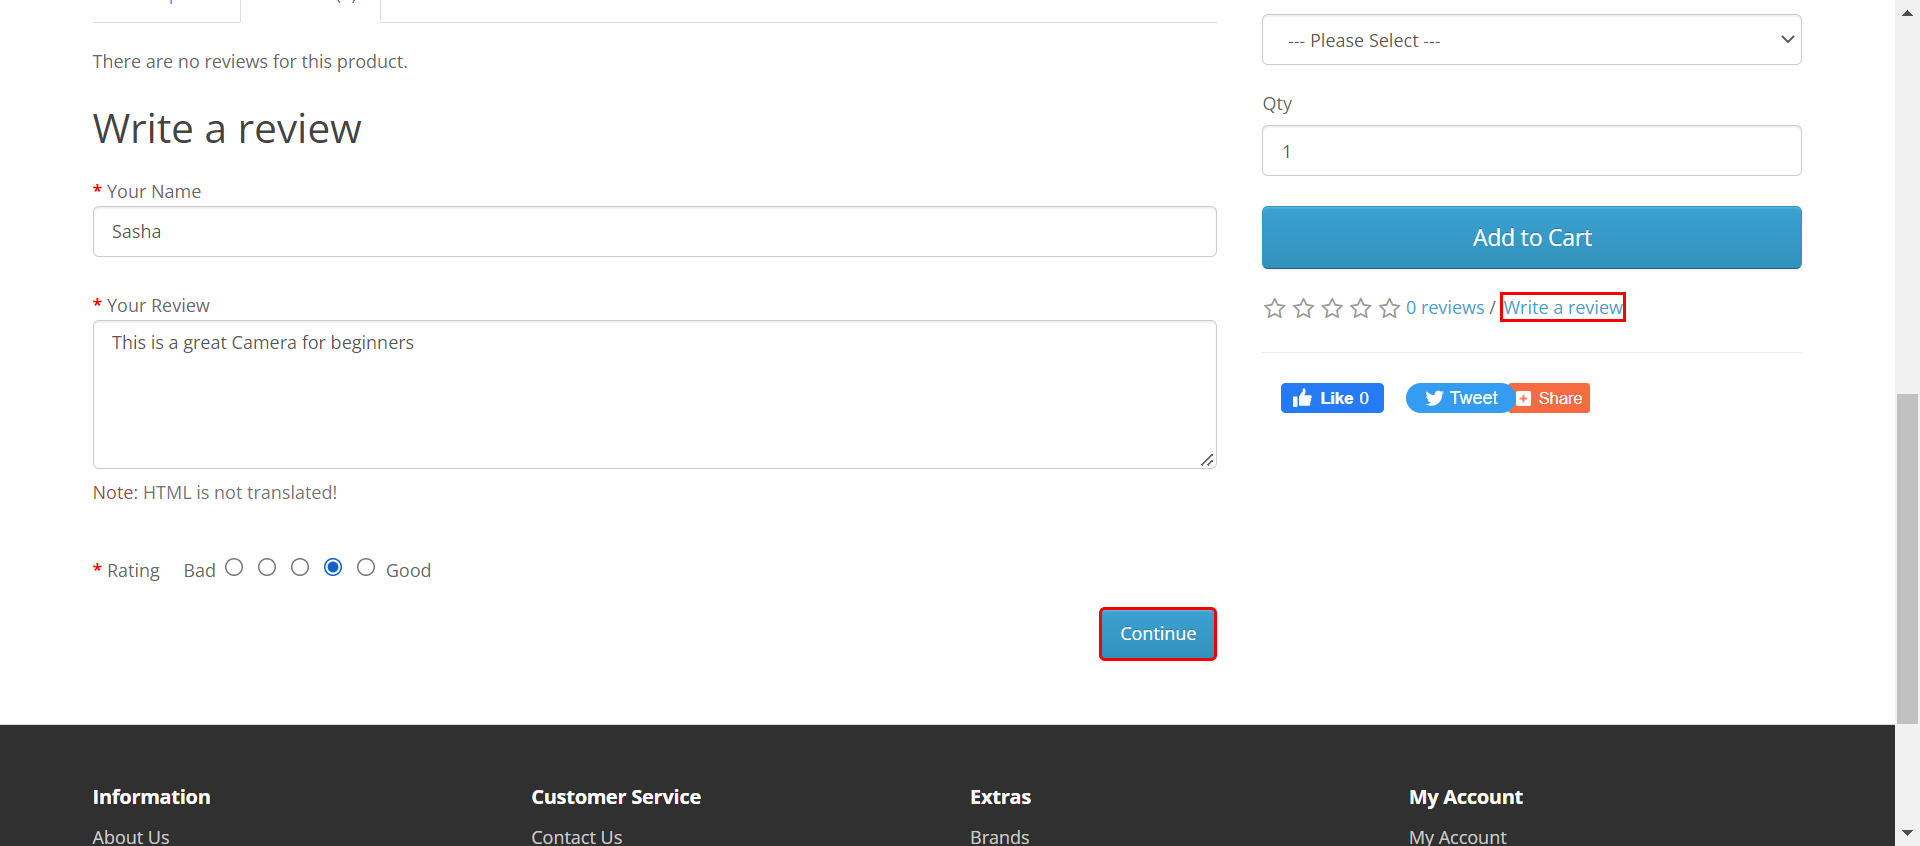 There are no reviews for this product.
Write a review
* Your Name
Sasha
* Your Review
This is a great Camera for beginners
Note: HTML is not translated!
* Rating Bad Good
Continue
--- Please Select ---
Qty
1
Add to Cart
0 reviews / Write a review
Like 0 Tweet Share
Information Customer Service Extras My Account
About Us Contact Us Brands My Account